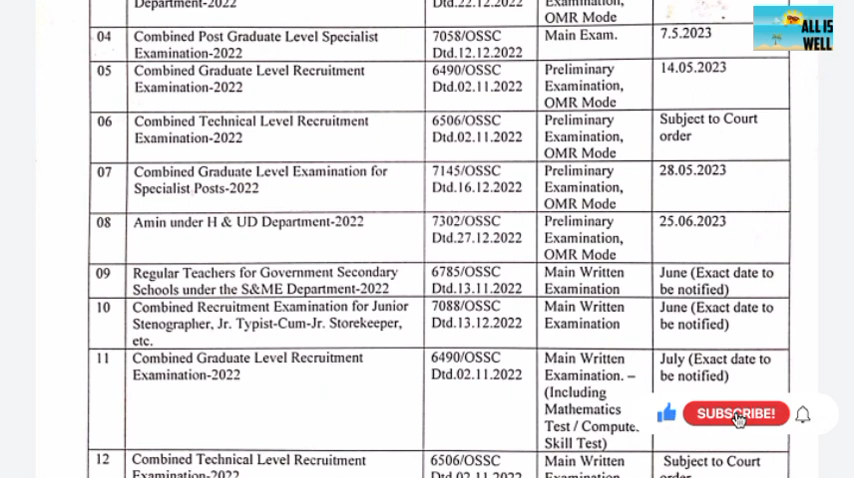 Department-2022
Dtd.22.12.2022
Examination,
OMR Mode
04
Combined Post Graduate Level Specialist
Examination-2022
7058/OSSC
Dtd.12.12.2022
Main Exam.
7.5.2023
ALL IS
WELL
05
Combined Graduate Level Recruitment
Examination-2022
6490/OSSC
Dtd.02.11.2022
Preliminary
Examination,
OMR Mode
14.05.2023
06
Combined Technical Level Recruitment
Examination-2022
6506/OSSC
Dtd.02.11.2022
Preliminary
Examination,
OMR Mode
Subject to Court
order
07
Combined Graduate Level Examination for
Specialist Posts-2022
7145/OSSC
Dtd.16.12.2022
Preliminary
Examination,
OMR Mode
28.05.2023
08
Amin under H & UD Department-2022
7302/OSSC
Dtd.27.12.2022
Preliminary
Examination,
OMR Mode
25.06.2023
09
Regular Teachers for Government Secondary
Schools under the S&ME Department-2022
6785/OSSC
Dtd.13.11.2022
Main Written
Examination
June (Exact date to
be notified)
10
Combined Recruitment Examination for Junior
Stenographer, Jr. Typist-Cum-Jr. Storekeeper,
etc.
7088/OSSC
Dtd.13.12.2022
Main Written
Examination
June (Exact date to
be notified)
11
Combined Graduate Level Recruitment
Examination-2022
6490/OSSC
Dtd.02.11.2022
Main Written
Examination. –
(Including
Mathematics
Test / Compute.
Skill Test)
July (Exact date to
be notified)
SUBSCRIBE!
12
Combined Technical Level Recruitment
Examination-2022
6506/OSSC
Dtd.02.11.2022
Main Written
Examination
Subject to Court
order